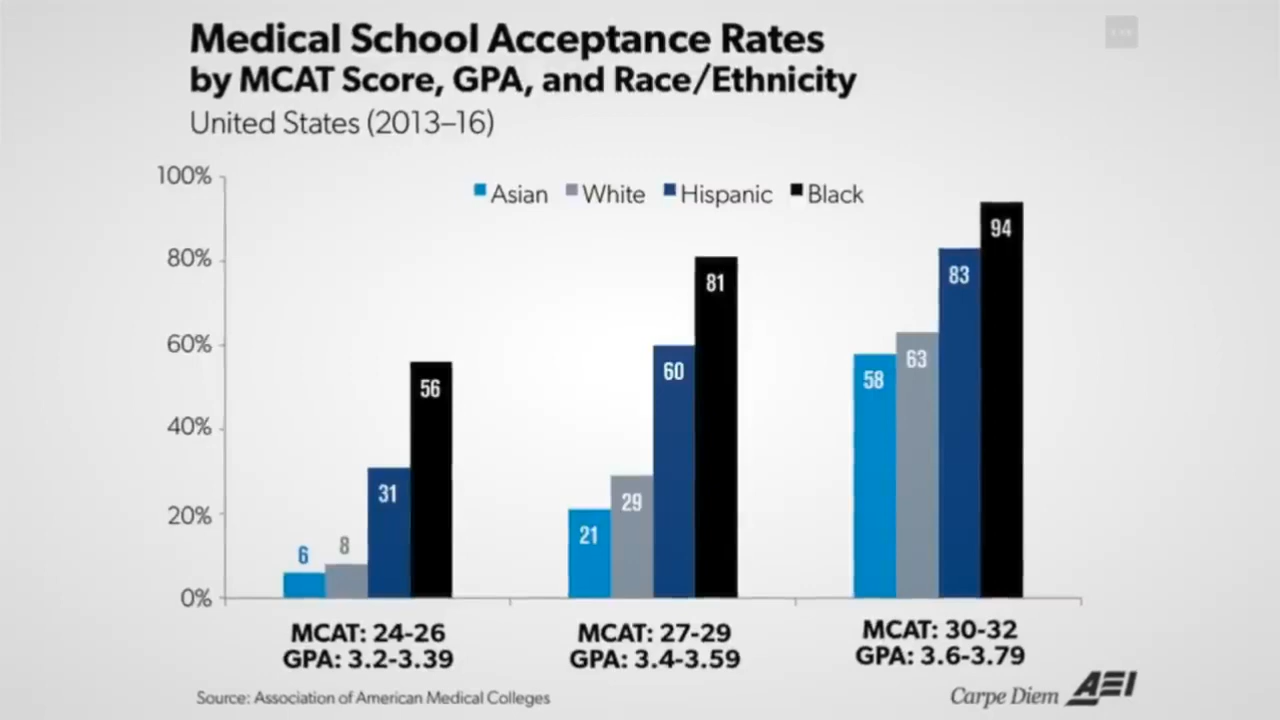 Medical School Acceptance Rates
by MCAT Score, GPA, and Race/Ethnicity
United States (2013–16)
100%
80%
60%
40%
20%
0%
Asian White Hispanic Black
6 8 31 56
21 29 60 81
58 63 83 94
MCAT: 24-26
GPA: 3.2-3.39
MCAT: 27-29
GPA: 3.4-3.59
MCAT: 30-32
GPA: 3.6-3.79
Source: Association of American Medical Colleges
Carpe Diem AEI